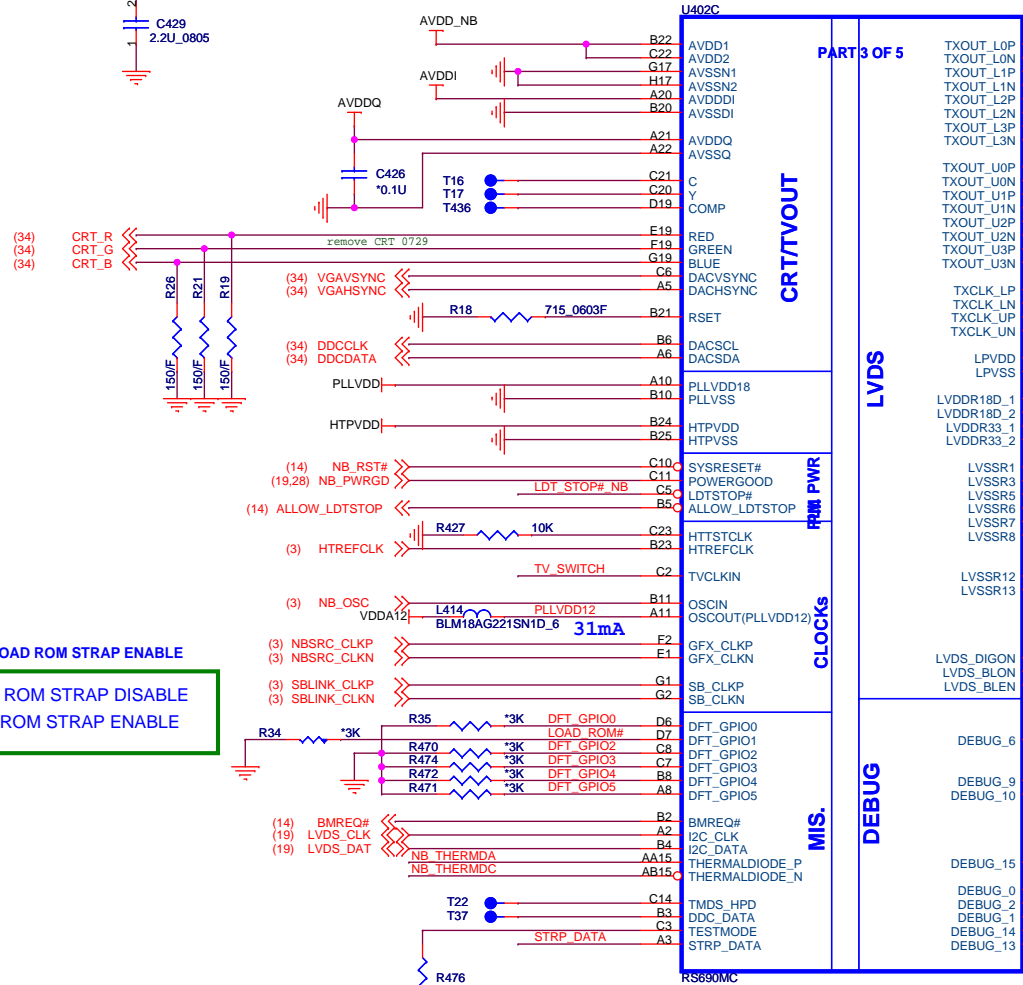 U402C
C429
2.2U_0805
2
1
AVDD_NB
AVDDI
AVDDQ
C426
*0.1U
T16
T17
T436
(34) CRT_R
(34) CRT_G
(34) CRT_B
remove CRT 0729
(34) VGAVSYNC
(34) VGAHSYNC
R26
R21
R19
150/F
150/F
150/F
R18 715_0603F
(34) DDCCLK
(34) DDCDATA
PLLVDD
HTPVDD
(14) NB_RST#
(19,28) NB_PWRGD
LDT_STOP#_NB
(14) ALLOW_LDTSTOP
R427 10K
(3) HTREFCLK
TV_SWITCH
(3) NB_OSC
VDDA12
L414
PLLVDD12
BLM18AG221SN1D_6
31mA
(3) NBSRC_CLKP
(3) NBSRC_CLKN
(3) SBLINK_CLKP
(3) SBLINK_CLKN
OAD ROM STRAP ENABLE
ROM STRAP DISABLE
ROM STRAP ENABLE
R34 *3K
R35 *3K DFT_GPIO0
LOAD_ROM#
R470 *3K DFT_GPIO2
R474 *3K DFT_GPIO3
R472 *3K DFT_GPIO4
R471 *3K DFT_GPIO5
(14) BMREQ#
(19) LVDS_CLK
(19) LVDS_DAT
NB_THERMDA
NB_THERMDC
T22
T37
STRP_DATA
R476
B22 AVDD1
C22 AVDD2
G17 AVSSN1
H17 AVSSN2
A20 AVDDDI
B20 AVSSDI
A21 AVDDQ
A22 AVSSQ
C21 C
C20 Y
D19 COMP
E19 RED
F19 GREEN
G19 BLUE
C6 DACVSYNC
A5 DACHSYNC
B21 RSET
B6 DACSCL
A6 DACSDA
A10 PLLVDD18
B10 PLLVSS
B24 HTPVDD
B25 HTPVSS
C10 SYSRESET#
C11 POWERGOOD
C5 LDTSTOP#
B5 ALLOW_LDTSTOP
C23 HTTSTCLK
B23 HTREFCLK
C2 TVCLKIN
B11 OSCIN
A11 OSCOUT(PLLVDD12)
F2 GFX_CLKP
E1 GFX_CLKN
G1 SB_CLKP
G2 SB_CLKN
D6 DFT_GPIO0
D7 DFT_GPIO1
C8 DFT_GPIO2
C7 DFT_GPIO3
B8 DFT_GPIO4
A8 DFT_GPIO5
B2 BMREQ#
A2 I2C_CLK
B4 I2C_DATA
AA15 THERMALDIODE_P
AB15 THERMALDIODE_N
C14 TMDS_HPD
B3 DDC_DATA
C3 TESTMODE
A3 STRP_DATA
RS690MC
PART 3 OF 5
CRT/TVOUT
PWR
CLOCKs
MIS.
LVDS
DEBUG
TXOUT_L0P
TXOUT_L0N
TXOUT_L1P
TXOUT_L1N
TXOUT_L2P
TXOUT_L2N
TXOUT_L3P
TXOUT_L3N
TXOUT_U0P
TXOUT_U0N
TXOUT_U1P
TXOUT_U1N
TXOUT_U2P
TXOUT_U2N
TXOUT_U3P
TXOUT_U3N
TXCLK_LP
TXCLK_LN
TXCLK_UP
TXCLK_UN
LPVDD
LPVSS
LVDDR18D_1
LVDDR18D_2
LVDDR33_1
LVDDR33_2
LVSSR1
LVSSR3
LVSSR5
LVSSR6
LVSSR7
LVSSR8
LVSSR12
LVSSR13
LVDS_DIGON
LVDS_BLON
LVDS_BLEN
DEBUG_6
DEBUG_9
DEBUG_10
DEBUG_15
DEBUG_0
DEBUG_2
DEBUG_1
DEBUG_14
DEBUG_13